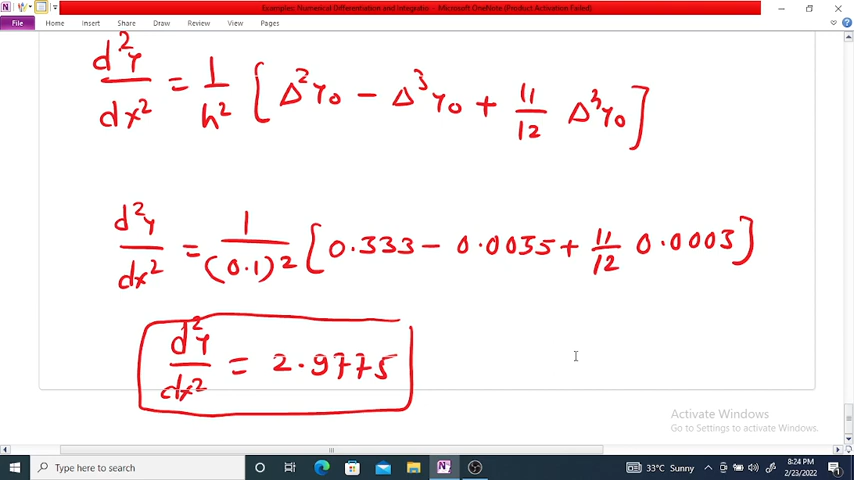 Examples: Numerical Differentiation and Integratio - Microsoft OneNote (Product Activation Failed)
File Home Insert Share Draw History Review View Pages
d²y/dx² = 1/h² [ Δ²y₀ − Δ³y₀ + 11/12 Δ⁴y₀ ]
d²y/dx² = 1/(0.1)² [ 0.333 − 0.0035 + 11/12 0.0003 ]
d²y/dx² = 2.9775
Activate Windows
Go to Settings to activate Windows.
Type here to search
33°C Sunny
8:24 PM
2/23/2022